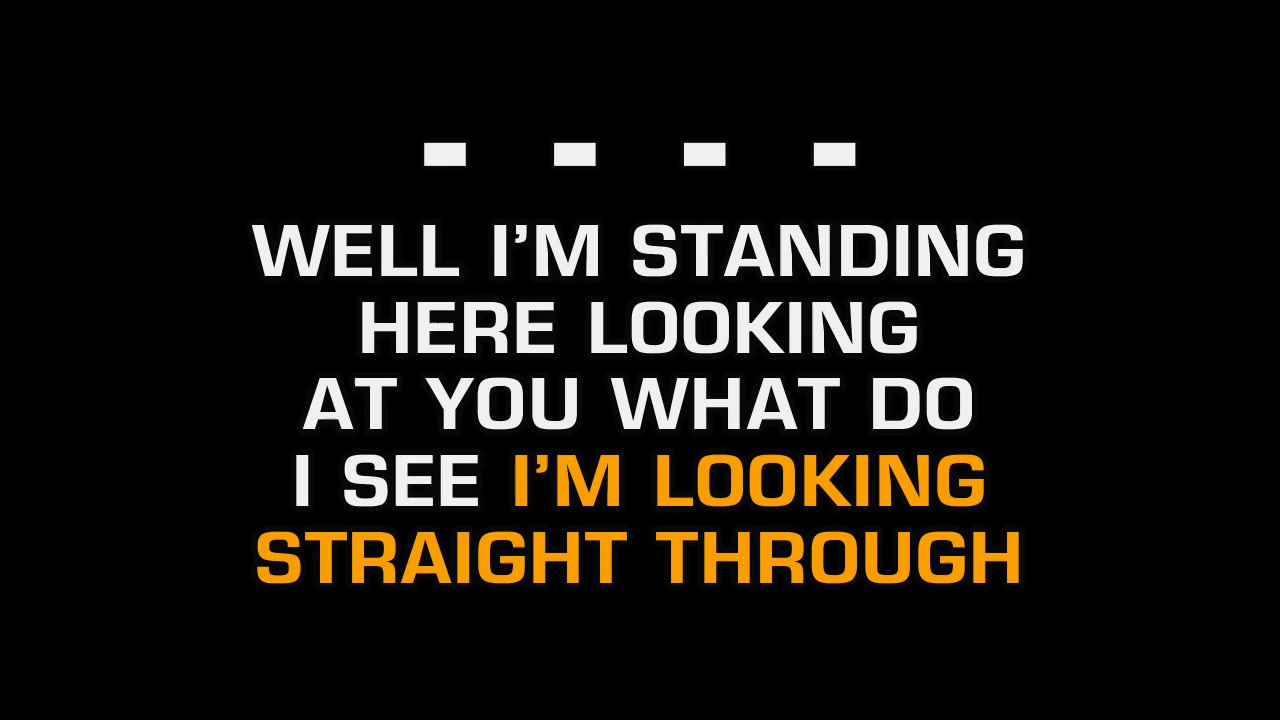 - - - -
WELL I’M STANDING
HERE LOOKING
AT YOU WHAT DO
I SEE I’M LOOKING
STRAIGHT THROUGH